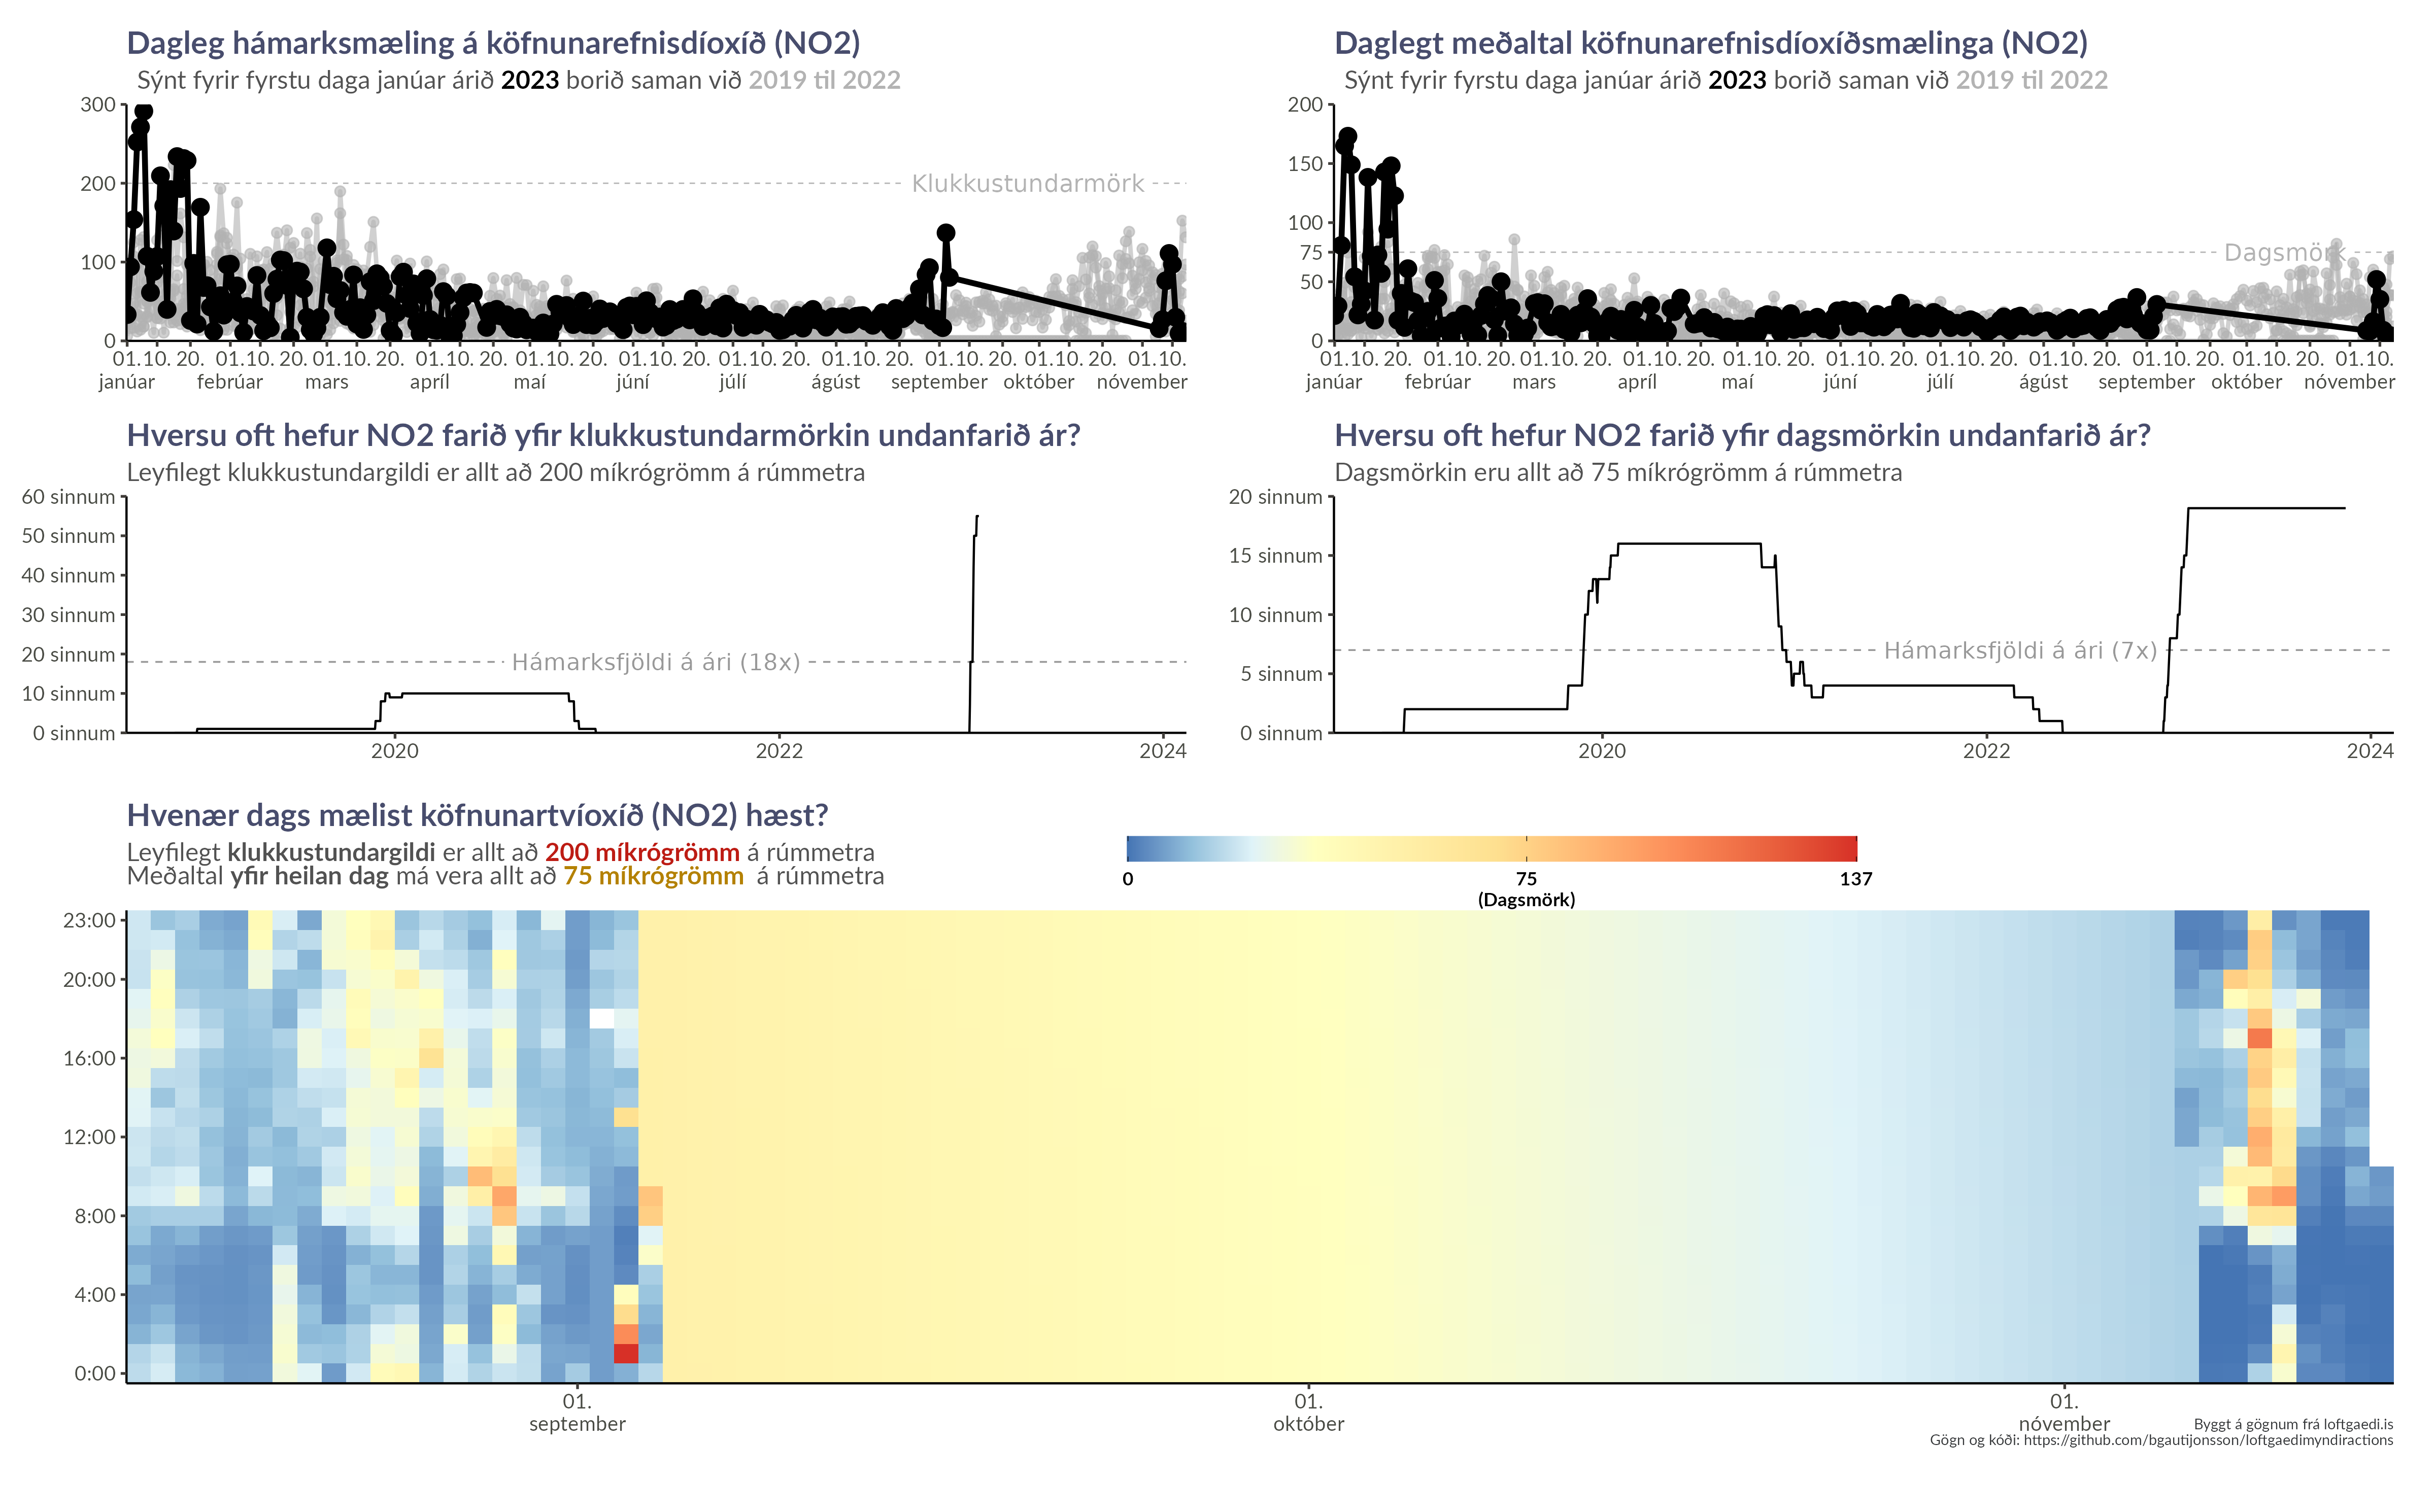 Dagleg hámarksmæling á köfnunarefnisdíoxíð (NO2)
Sýnt fyrir fyrstu daga janúar árið 2023 borið saman við 2019 til 2022
300
200
100
0
Klukkustundarmörk
01. 10. 20. 01. 10. 20. 01. 10. 20. 01. 10. 20. 01. 10. 20. 01. 10. 20. 01. 10. 20. 01. 10. 20. 01. 10. 20. 01. 10. 20. 01. 10.
janúar febrúar mars apríl maí júní júlí ágúst september október nóvember
Daglegt meðaltal köfnunarefnisdíoxíðsmælinga (NO2)
Sýnt fyrir fyrstu daga janúar árið 2023 borið saman við 2019 til 2022
200
150
100
75
50
0
Dagsmörk
01. 10. 20. 01. 10. 20. 01. 10. 20. 01. 10. 20. 01. 10. 20. 01. 10. 20. 01. 10. 20. 01. 10. 20. 01. 10. 20. 01. 10. 20. 01. 10.
janúar febrúar mars apríl maí júní júlí ágúst september október nóvember
Hversu oft hefur NO2 farið yfir klukkustundarmörkin undanfarið ár?
Leyfilegt klukkustundargildi er allt að 200 míkrógrömm á rúmmetra
60 sinnum
50 sinnum
40 sinnum
30 sinnum
20 sinnum
10 sinnum
0 sinnum
Hámarksfjöldi á ári (18x)
2020 2022 2024
Hversu oft hefur NO2 farið yfir dagsmörkin undanfarið ár?
Dagsmörkin eru allt að 75 míkrógrömm á rúmmetra
20 sinnum
15 sinnum
10 sinnum
5 sinnum
0 sinnum
Hámarksfjöldi á ári (7x)
2020 2022 2024
Hvenær dags mælist köfnunartvíoxíð (NO2) hæst?
Leyfilegt klukkustundargildi er allt að 200 míkrógrömm á rúmmetra
Meðaltal yfir heilan dag má vera allt að 75 míkrógrömm á rúmmetra
0 75 137
(Dagsmörk)
23:00
20:00
16:00
12:00
8:00
4:00
0:00
01. 01. 01.
september október nóvember
Byggt á gögnum frá loftgaedi.is
Gögn og kóði: https://github.com/bgautijonsson/loftgaedimyndiractions